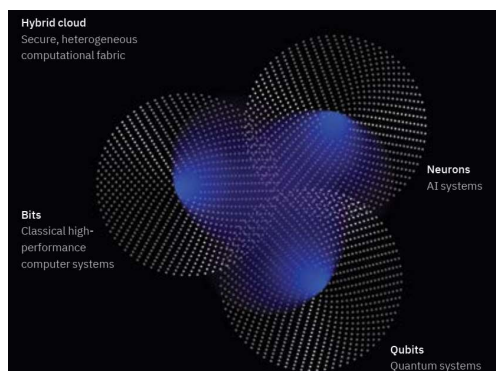 Hybrid cloud
Secure, heterogeneous
computational fabric
Neurons
AI systems
Bits
Classical high-
performance
computer systems
Qubits
Quantum systems